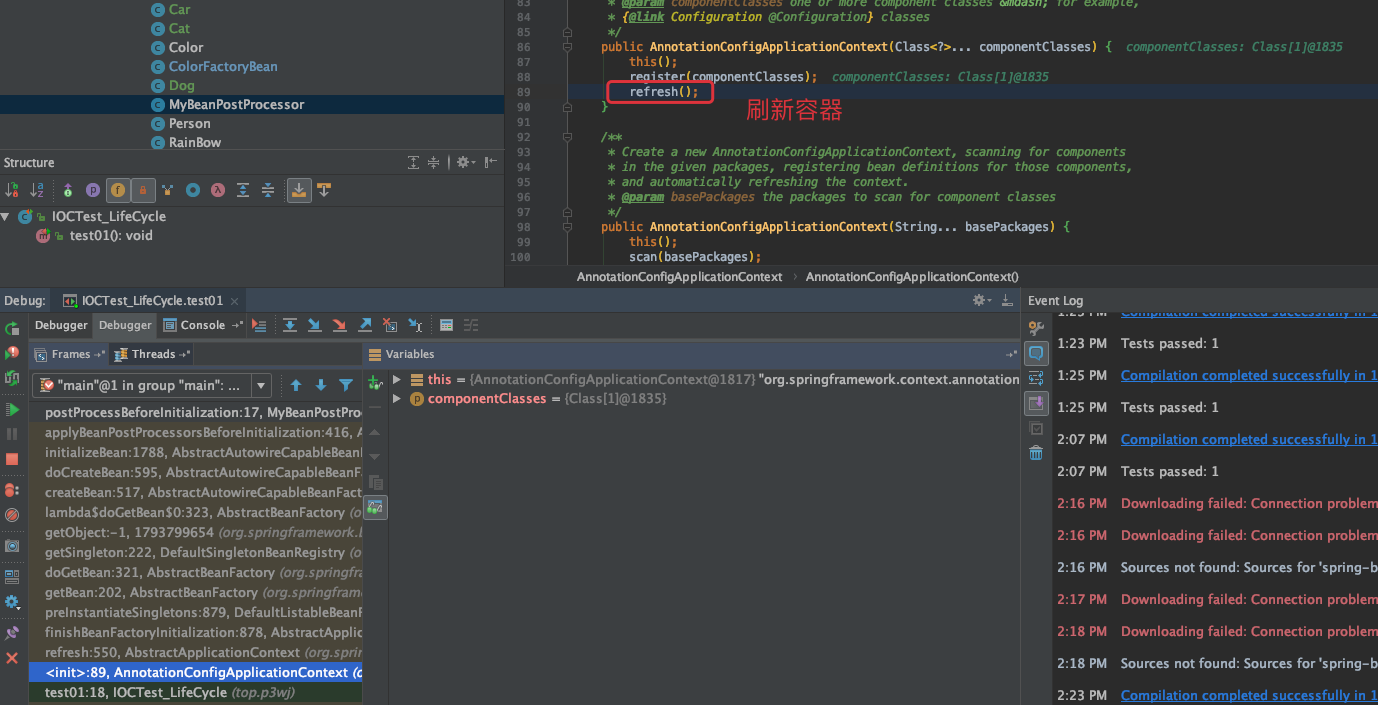 Car
Cat
Color
ColorFactoryBean
Dog
MyBeanPostProcessor
Person
RainBow
Structure
IOCTest_LifeCycle
test01(): void
83 * @param componentClasses one or more component classes &mdash; for example,
84 * {@link Configuration @Configuration} classes
85 */
86 public AnnotationConfigApplicationContext(Class<?>... componentClasses) { componentClasses: Class[1]@1835
87 this();
88 register(componentClasses); componentClasses: Class[1]@1835
89 refresh();
90 }
刷新容器
91
92 /**
93 * Create a new AnnotationConfigApplicationContext, scanning for components
94 * in the given packages, registering bean definitions for those components,
95 * and automatically refreshing the context.
96 * @param basePackages the packages to scan for component classes
97 */
98 public AnnotationConfigApplicationContext(String... basePackages) {
99 this();
100 scan(basePackages);
AnnotationConfigApplicationContext › AnnotationConfigApplicationContext()
Debug: IOCTest_LifeCycle.test01
Debugger Debugger Console
Frames Threads
"main"@1 in group "main": ...
postProcessBeforeInitialization:17, MyBeanPostPro
applyBeanPostProcessorsBeforeInitialization:416, A
initializeBean:1788, AbstractAutowireCapableBeanI
doCreateBean:595, AbstractAutowireCapableBeanF
createBean:517, AbstractAutowireCapableBeanFact
lambda$doGetBean$0:323, AbstractBeanFactory (o
getObject:-1, 1793799654 (org.springframework.b
getSingleton:222, DefaultSingletonBeanRegistry (o
doGetBean:321, AbstractBeanFactory (org.springfra
getBean:202, AbstractBeanFactory (org.springfram
preInstantiateSingletons:879, DefaultListableBeanF
finishBeanFactoryInitialization:878, AbstractApplic
refresh:550, AbstractApplicationContext (org.sprin
<init>:89, AnnotationConfigApplicationContext (o
test01:18, IOCTest_LifeCycle (top.p3wj)
Variables
this = {AnnotationConfigApplicationContext@1817} "org.springframework.context.annotation
componentClasses = {Class[1]@1835}
Event Log
1:23 PM Compilation completed successfully in 1
1:23 PM Tests passed: 1
1:25 PM Compilation completed successfully in 1
1:25 PM Tests passed: 1
2:07 PM Compilation completed successfully in 1
2:07 PM Tests passed: 1
2:16 PM Downloading failed: Connection problem
2:16 PM Downloading failed: Connection problem
2:16 PM Sources not found: Sources for 'spring-b
2:17 PM Downloading failed: Connection problem
2:18 PM Downloading failed: Connection problem
2:18 PM Sources not found: Sources for 'spring-b
2:23 PM Compilation completed successfully in 1